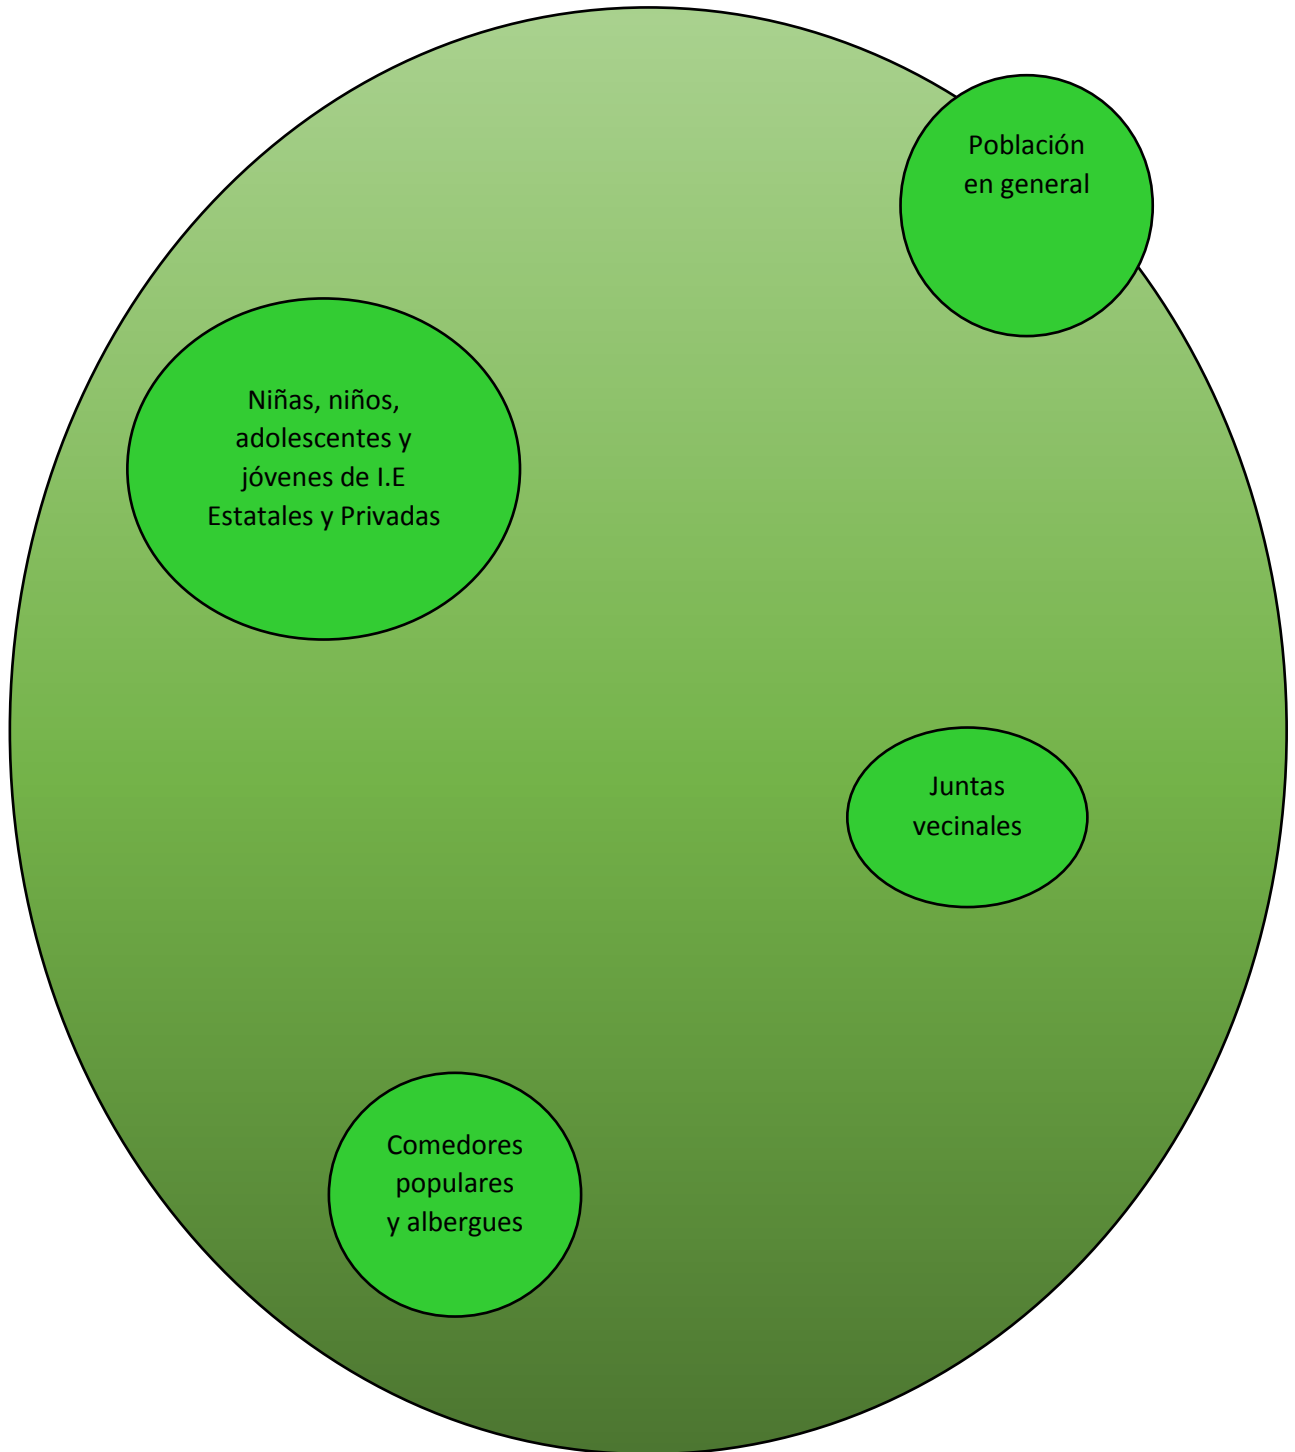 Población
en general
Niñas, niños,
adolescentes y
jóvenes de I.E
Estatales y Privadas
Juntas
vecinales
Comedores
populares
y albergues